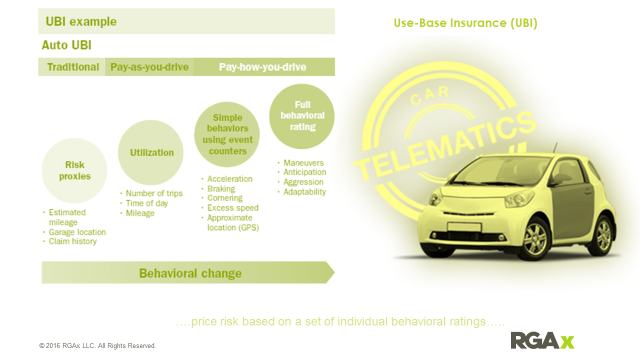 UBI example
Use-Base Insurance (UBI)
Auto UBI
Traditional
Pay-as-you-drive
Pay-how-you-drive
Risk
proxies
• Estimated
mileage
• Garage location
• Claim history
Utilization
• Number of trips
• Time of day
• Mileage
Simple
behaviors
using event
counters
• Acceleration
• Braking
• Cornering
• Excess speed
• Approximate
location (GPS)
Full
behavioral
rating
• Maneuvers
• Anticipation
• Aggression
• Adaptability
CAR
TELEMATICS
Behavioral change
....price risk based on a set of individual behavioral ratings.....
© 2016 RGAx LLC. All Rights Reserved.
RGAx